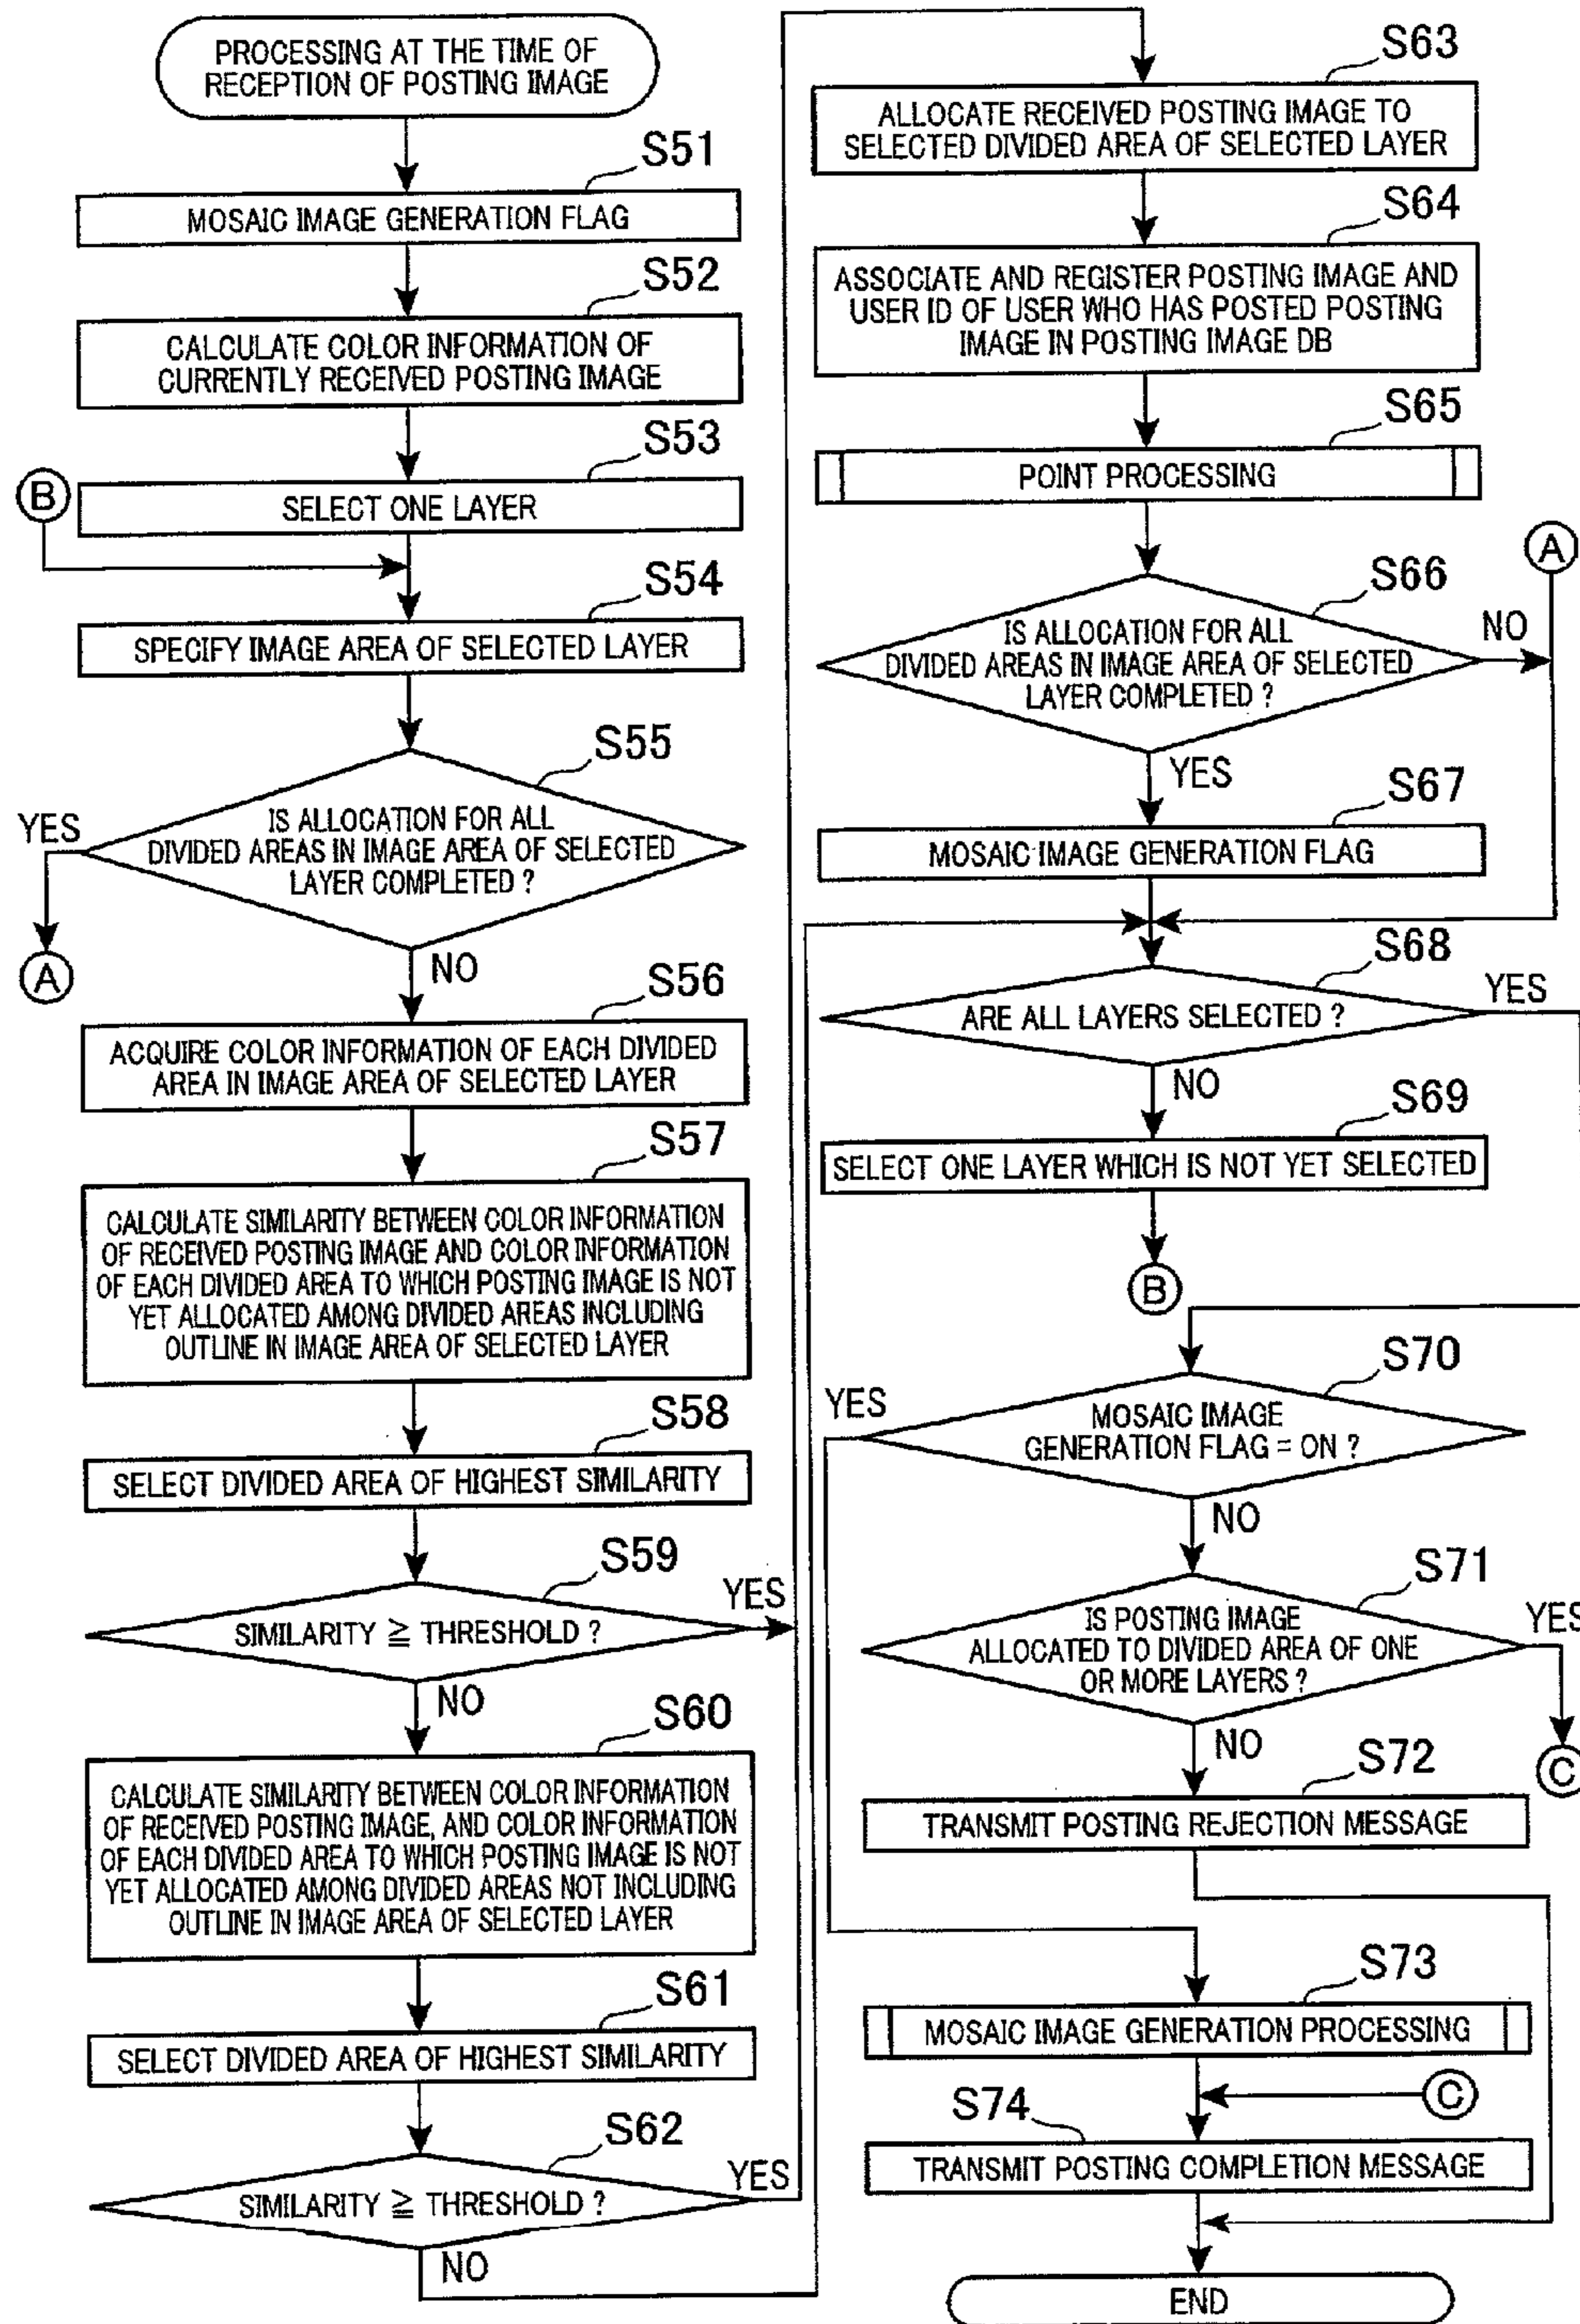 PROCESSING AT THE TIME OF
RECEPTION OF POSTING IMAGE
S51
MOSAIC IMAGE GENERATION FLAG
S52
CALCULATE COLOR INFORMATION OF
CURRENTLY RECEIVED POSTING IMAGE
S53
B
SELECT ONE LAYER
S54
SPECIFY IMAGE AREA OF SELECTED LAYER
S55
YES
IS ALLOCATION FOR ALL
DIVIDED AREAS IN IMAGE AREA OF SELECTED
LAYER COMPLETED ?
A
NO
S56
ACQUIRE COLOR INFORMATION OF EACH DIVIDED
AREA IN IMAGE AREA OF SELECTED LAYER
S57
CALCULATE SIMILARITY BETWEEN COLOR INFORMATION
OF RECEIVED POSTING IMAGE AND COLOR INFORMATION
OF EACH DIVIDED AREA TO WHICH POSTING IMAGE IS NOT
YET ALLOCATED AMONG DIVIDED AREAS INCLUDING
OUTLINE IN IMAGE AREA OF SELECTED LAYER
S58
SELECT DIVIDED AREA OF HIGHEST SIMILARITY
S59
YES
SIMILARITY ≧ THRESHOLD ?
NO
S60
CALCULATE SIMILARITY BETWEEN COLOR INFORMATION
OF RECEIVED POSTING IMAGE, AND COLOR INFORMATION
OF EACH DIVIDED AREA TO WHICH POSTING IMAGE IS NOT
YET ALLOCATED AMONG DIVIDED AREAS NOT INCLUDING
OUTLINE IN IMAGE AREA OF SELECTED LAYER
S61
SELECT DIVIDED AREA OF HIGHEST SIMILARITY
S62
YES
SIMILARITY ≧ THRESHOLD ?
NO
S63
ALLOCATE RECEIVED POSTING IMAGE TO
SELECTED DIVIDED AREA OF SELECTED LAYER
S64
ASSOCIATE AND REGISTER POSTING IMAGE AND
USER ID OF USER WHO HAS POSTED POSTING
IMAGE IN POSTING IMAGE DB
S65
POINT PROCESSING
A
S66
IS ALLOCATION FOR ALL
DIVIDED AREAS IN IMAGE AREA OF SELECTED
LAYER COMPLETED ?
NO
YES
S67
MOSAIC IMAGE GENERATION FLAG
S68
YES
ARE ALL LAYERS SELECTED ?
NO
S69
SELECT ONE LAYER WHICH IS NOT YET SELECTED
B
S70
YES
MOSAIC IMAGE
GENERATION FLAG = ON ?
NO
S71
YES
IS POSTING IMAGE
ALLOCATED TO DIVIDED AREA OF ONE
OR MORE LAYERS ?
NO
C
S72
TRANSMIT POSTING REJECTION MESSAGE
S73
MOSAIC IMAGE GENERATION PROCESSING
C
S74
TRANSMIT POSTING COMPLETION MESSAGE
END